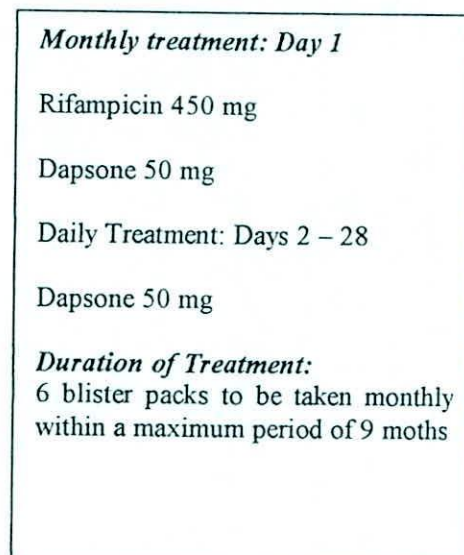 Monthly treatment: Day 1
Rifampicin 450 mg
Dapsone 50 mg
Daily Treatment: Days 2 – 28
Dapsone 50 mg
Duration of Treatment:
6 blister packs to be taken monthly
within a maximum period of 9 moths